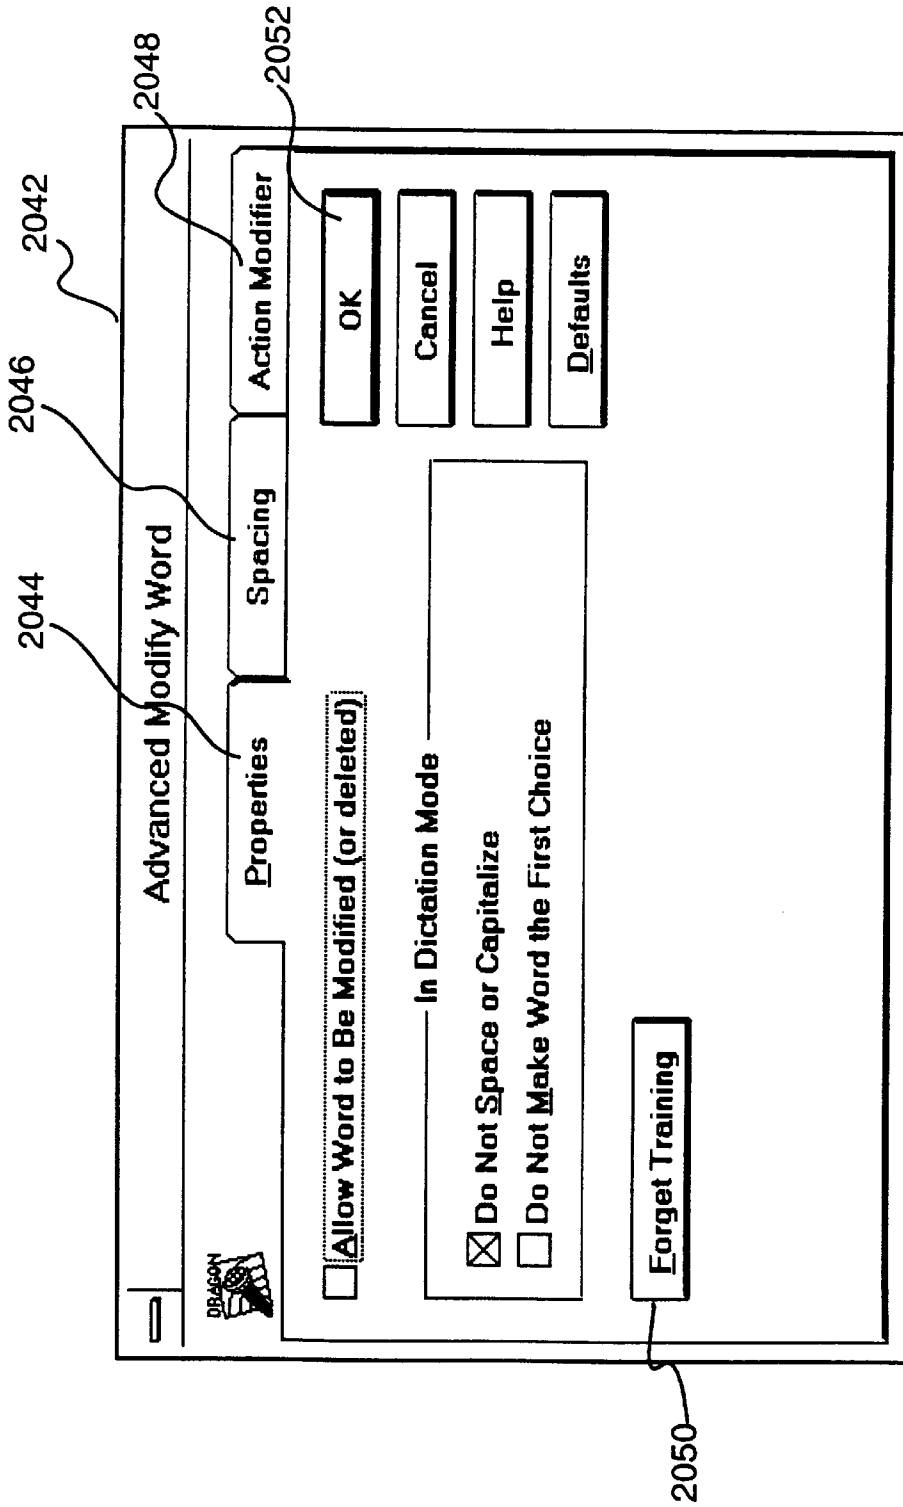 2042
2044
2046
2048
2052
Advanced Modify Word
DRAGON
Properties
Spacing
Action Modifier
Allow Word to Be Modified (or deleted)
In Dictation Mode
Do Not Space or Capitalize
Do Not Make Word the First Choice
OK
Cancel
Help
Defaults
Forget Training
2050